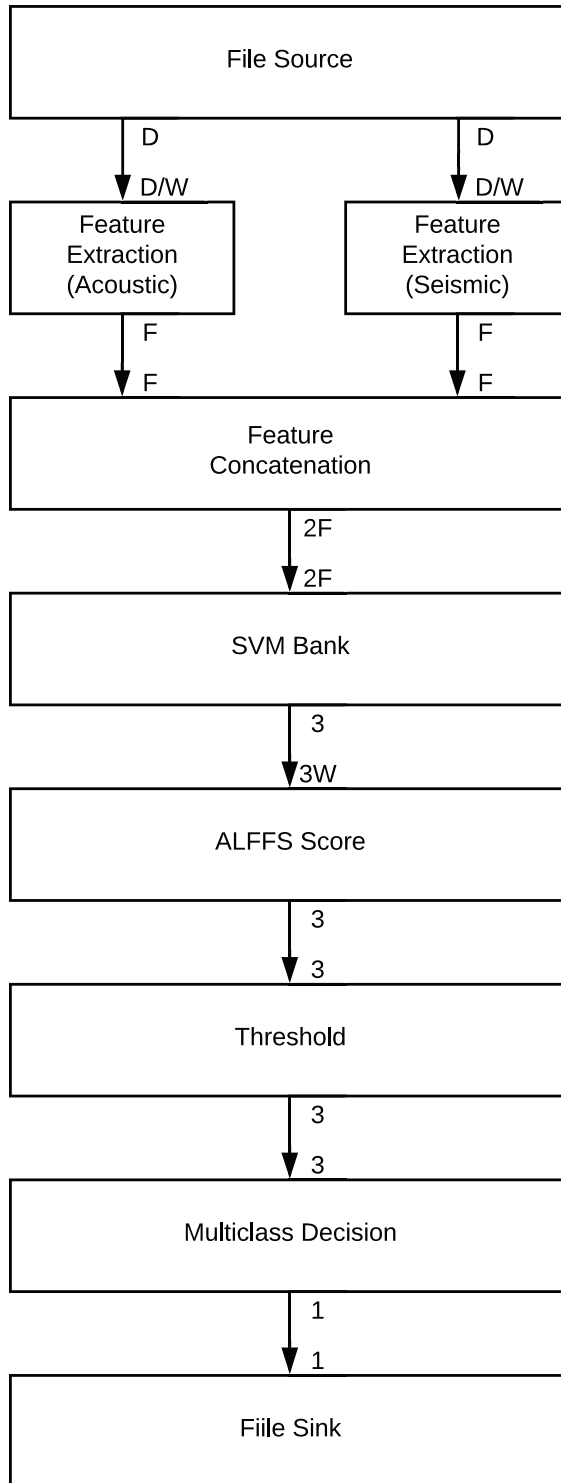 File Source
D
D
D/W
D/W
Feature
Extraction
(Acoustic)
Feature
Extraction
(Seismic)
F
F
F
F
Feature
Concatenation
2F
2F
SVM Bank
3
3W
ALFFS Score
3
3
Threshold
3
3
Multiclass Decision
1
1
Fiile Sink